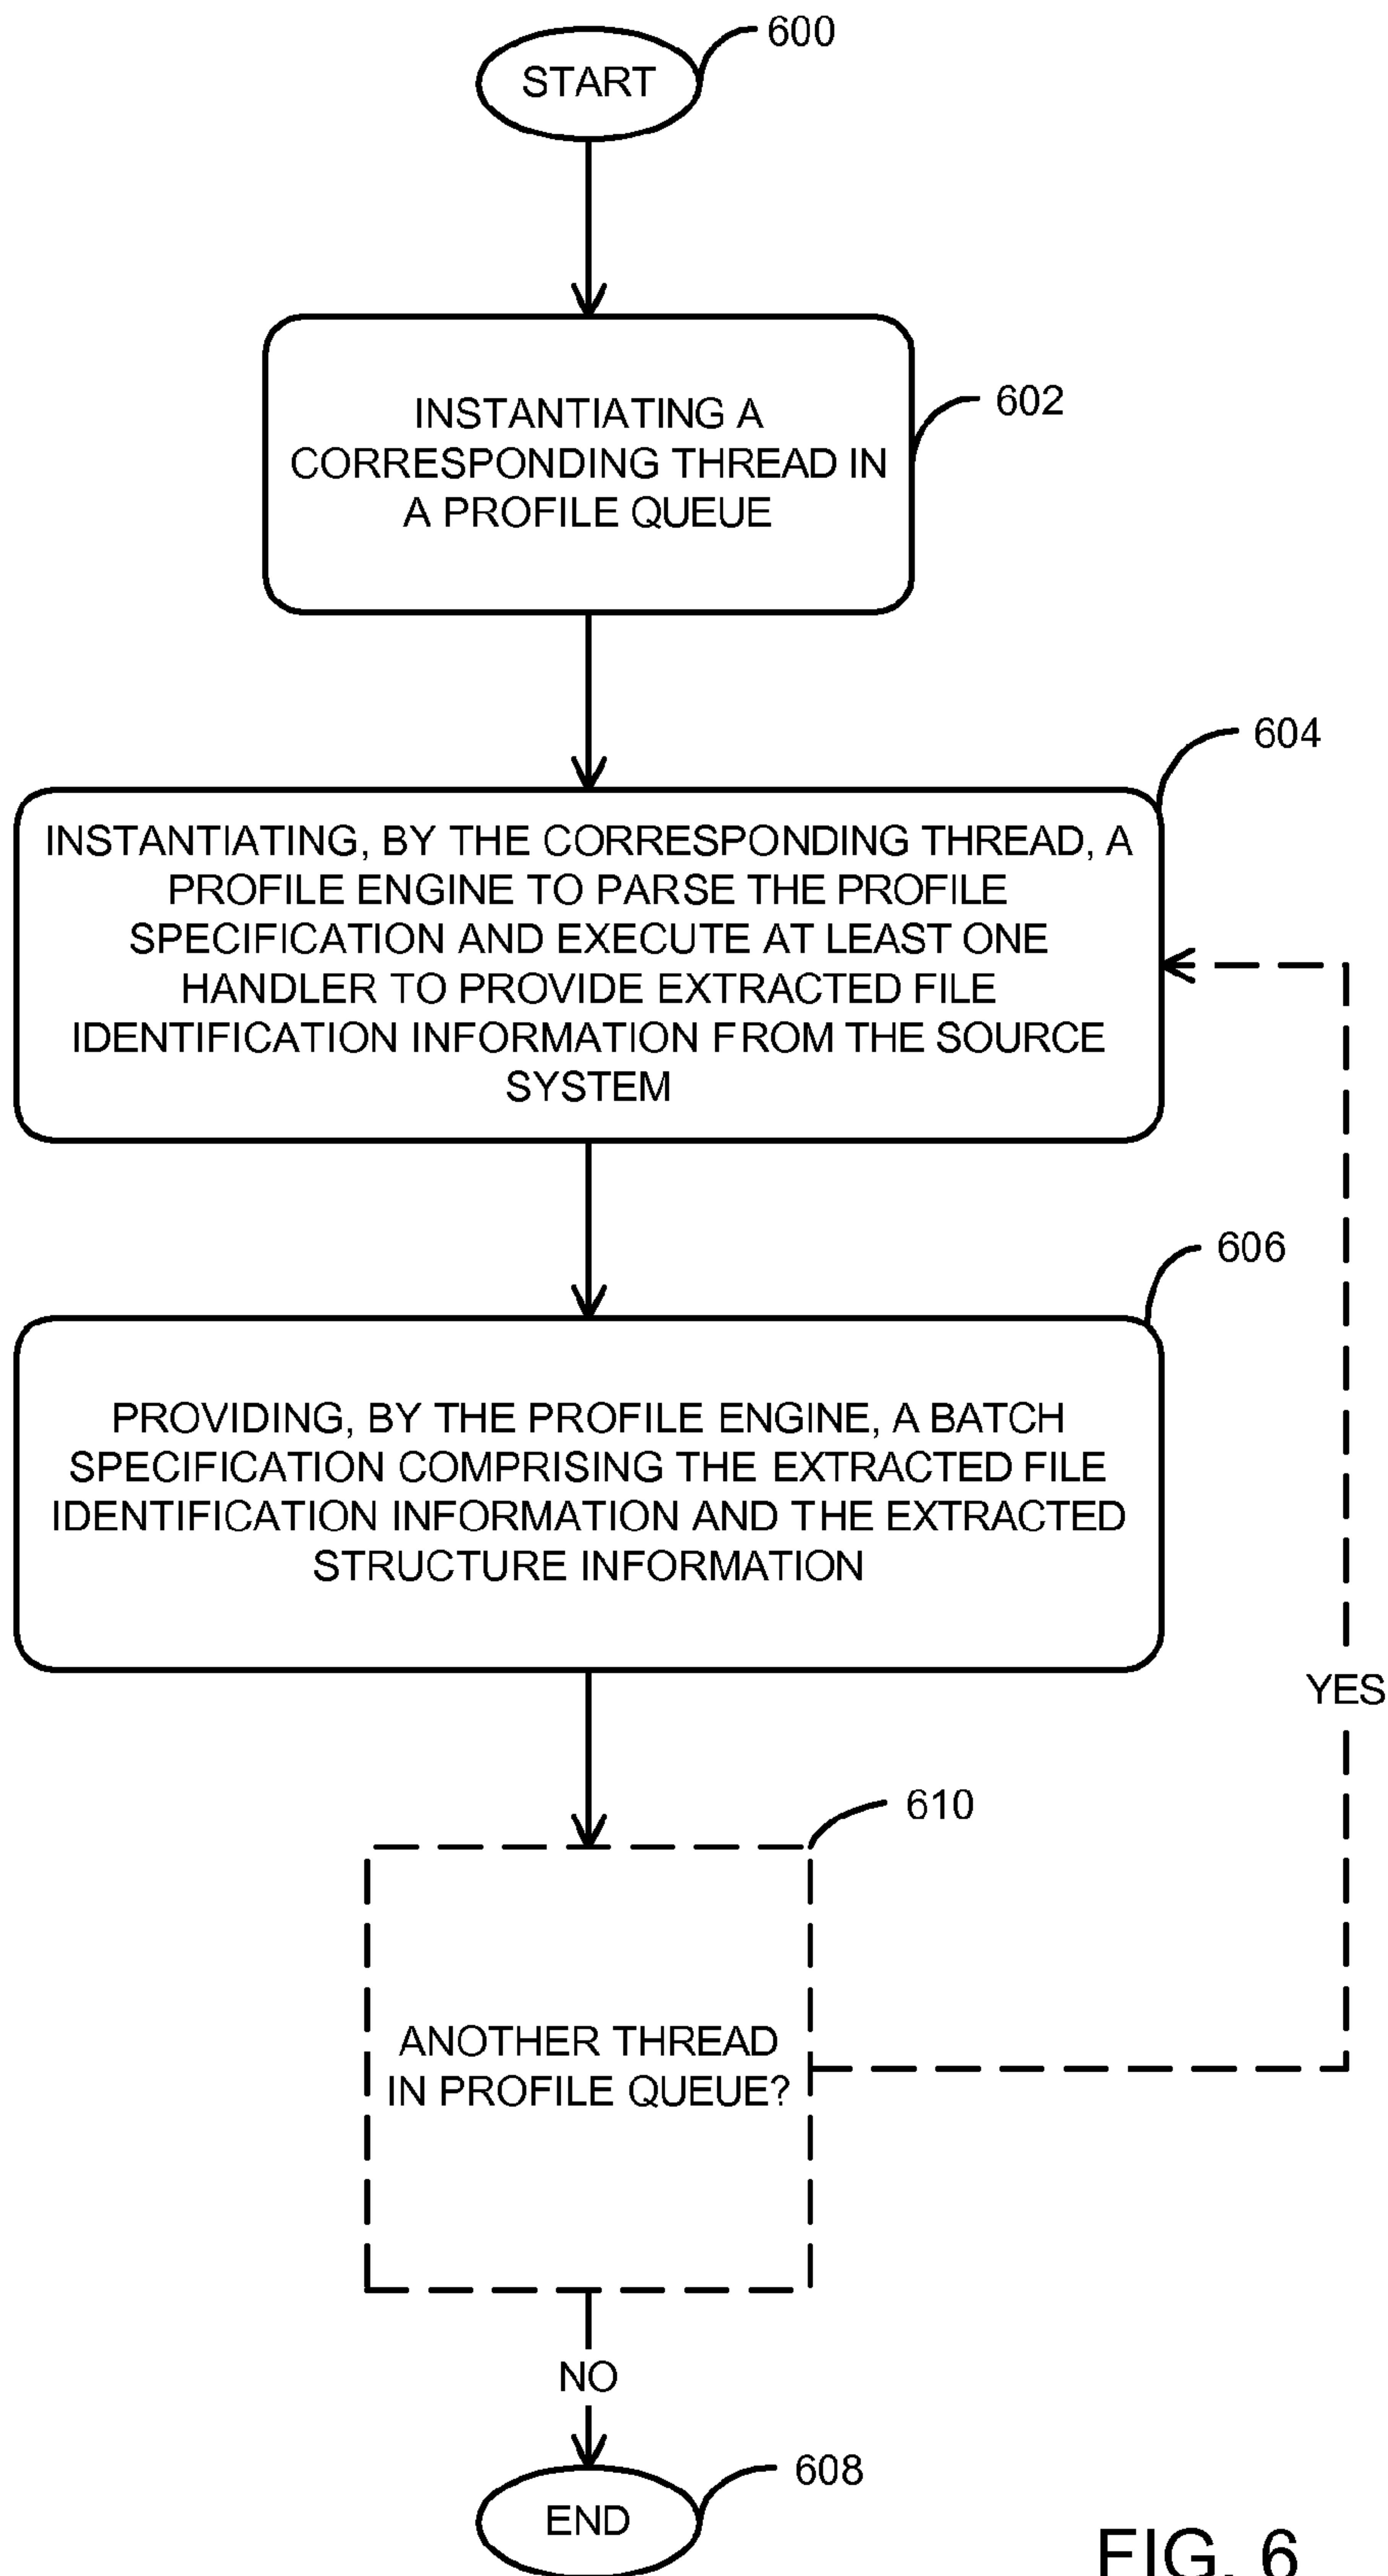 600
START
INSTANTIATING A
CORRESPONDING THREAD IN
A PROFILE QUEUE
602
604
INSTANTIATING, BY THE CORRESPONDING THREAD, A
PROFILE ENGINE TO PARSE THE PROFILE
SPECIFICATION AND EXECUTE AT LEAST ONE
HANDLER TO PROVIDE EXTRACTED FILE
IDENTIFICATION INFORMATION FROM THE SOURCE
SYSTEM
606
PROVIDING, BY THE PROFILE ENGINE, A BATCH
SPECIFICATION COMPRISING THE EXTRACTED FILE
IDENTIFICATION INFORMATION AND THE EXTRACTED
STRUCTURE INFORMATION
YES
610
ANOTHER THREAD
IN PROFILE QUEUE?
NO
608
END
FIG. 6